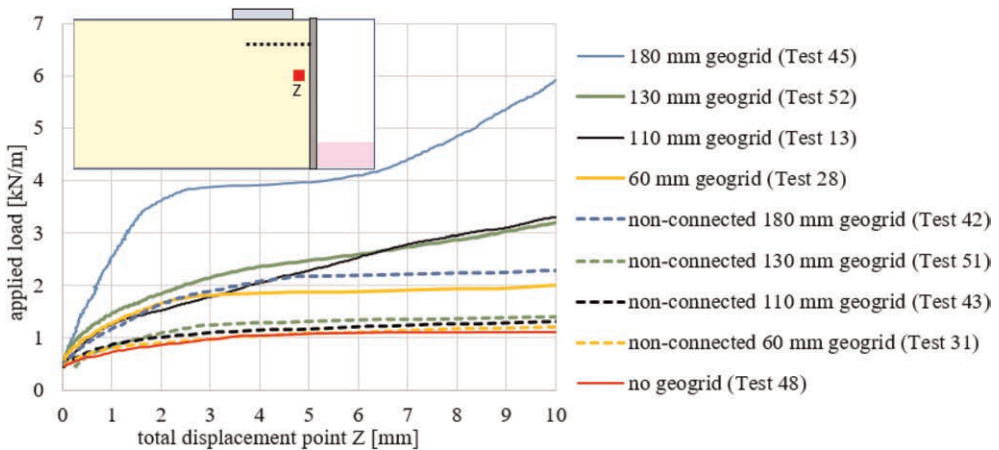 7
6
5
4
3
2
1
0
applied load [kN/m]
Z
0 1 2 3 4 5 6 7 8 9 10
total displacement point Z [mm]
180 mm geogrid (Test 45)
130 mm geogrid (Test 52)
110 mm geogrid (Test 13)
60 mm geogrid (Test 28)
non-connected 180 mm geogrid (Test 42)
non-connected 130 mm geogrid (Test 51)
non-connected 110 mm geogrid (Test 43)
non-connected 60 mm geogrid (Test 31)
no geogrid (Test 48)